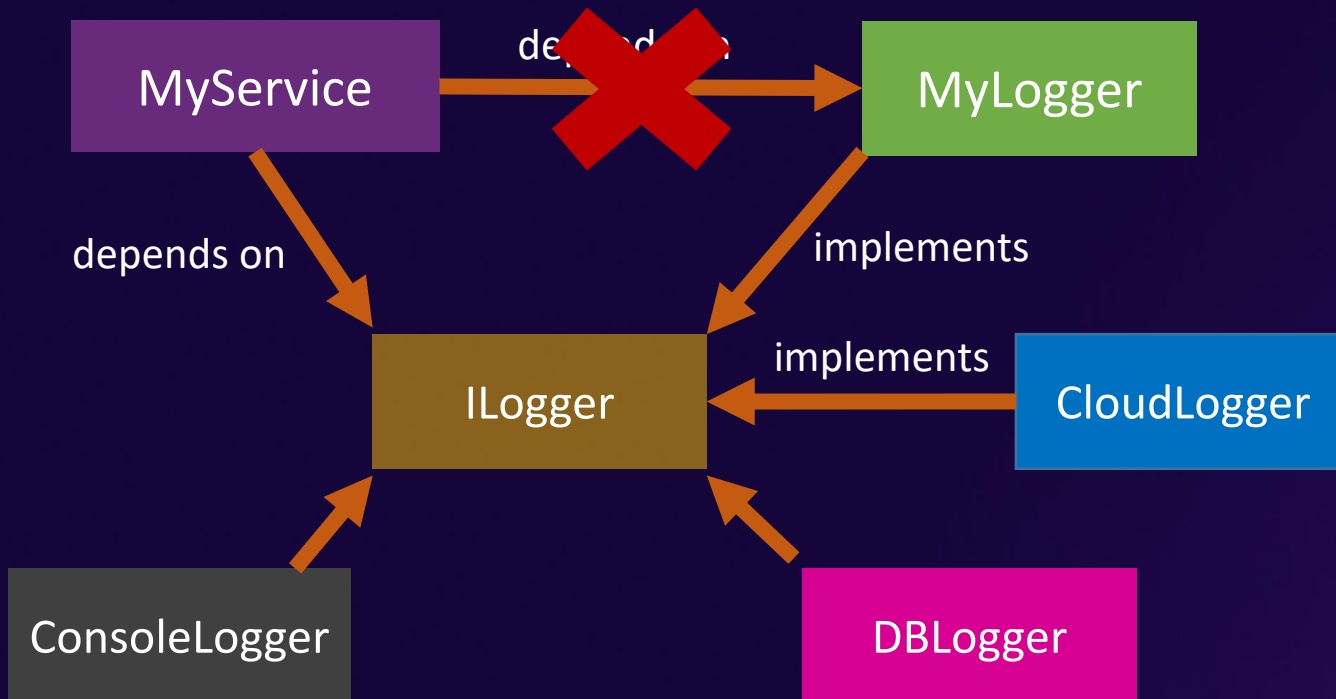 MyService
MyLogger
depends on
implements
implements
ILogger
CloudLogger
ConsoleLogger
DBLogger